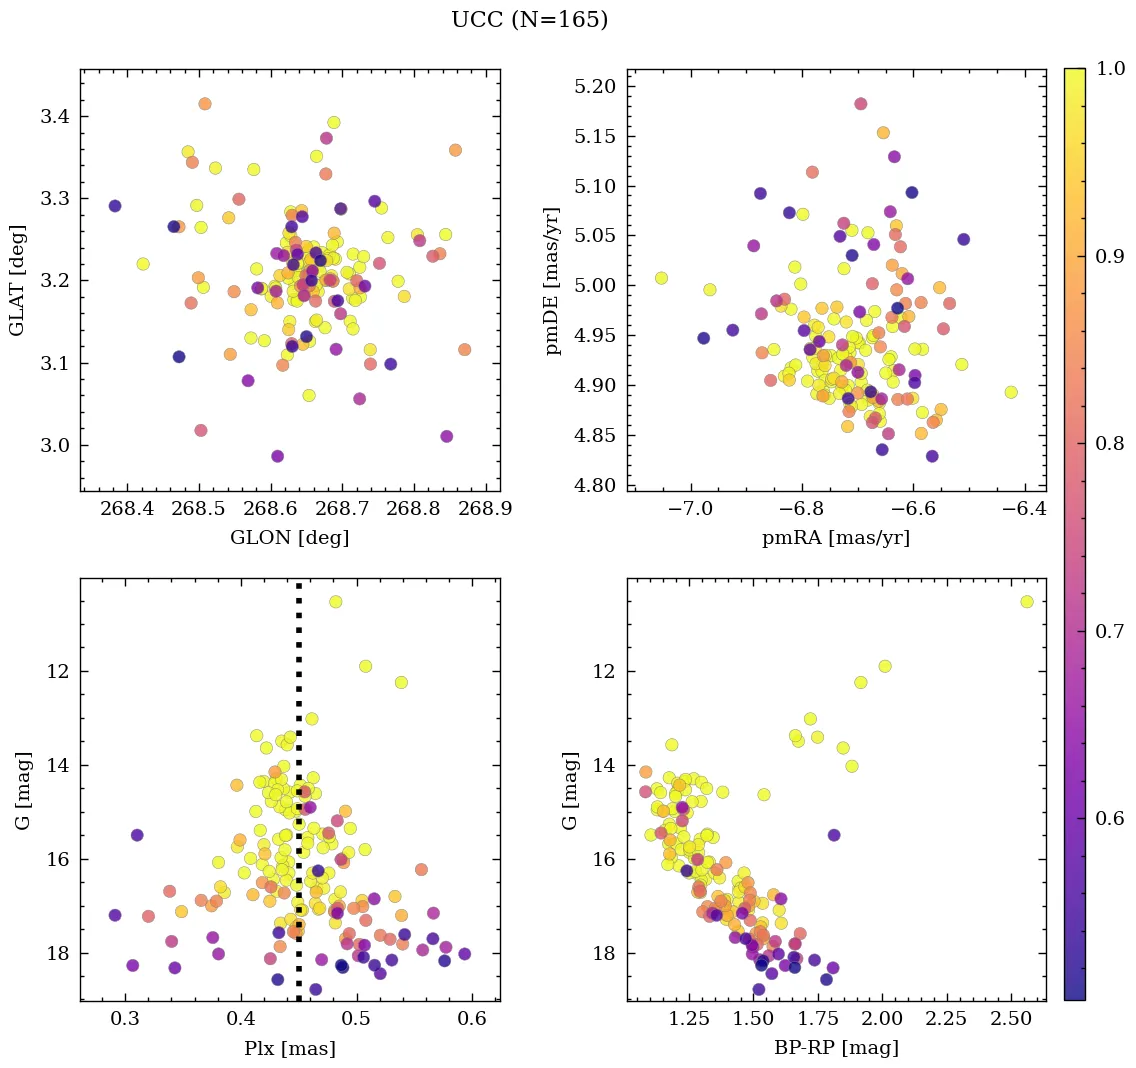 UCC (N=165)
3.4
3.3
3.2
3.1
3.0
GLAT [deg]
268.4 268.5 268.6 268.7 268.8 268.9
GLON [deg]
5.20
5.15
5.10
5.05
5.00
4.95
4.90
4.85
4.80
pmDE [mas/yr]
−7.0 −6.8 −6.6 −6.4
pmRA [mas/yr]
12
14
16
18
G [mag]
0.3 0.4 0.5 0.6
Plx [mas]
12
14
16
18
G [mag]
1.25 1.50 1.75 2.00 2.25 2.50
BP-RP [mag]
1.0
0.9
0.8
0.7
0.6